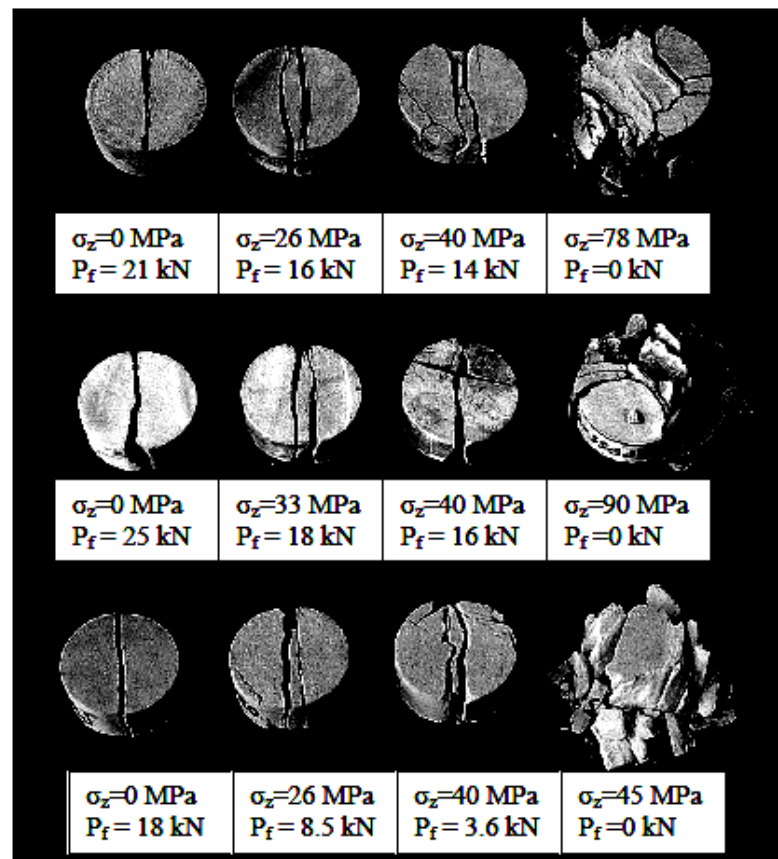 σz=0 MPa
Pf = 21 kN
σz=26 MPa
Pf = 16 kN
σz=40 MPa
Pf = 14 kN
σz=78 MPa
Pf =0 kN
σz=0 MPa
Pf = 25 kN
σz=33 MPa
Pf = 18 kN
σz=40 MPa
Pf = 16 kN
σz=90 MPa
Pf =0 kN
σz=0 MPa
Pf = 18 kN
σz=26 MPa
Pf = 8.5 kN
σz=40 MPa
Pf = 3.6 kN
σz=45 MPa
Pf =0 kN